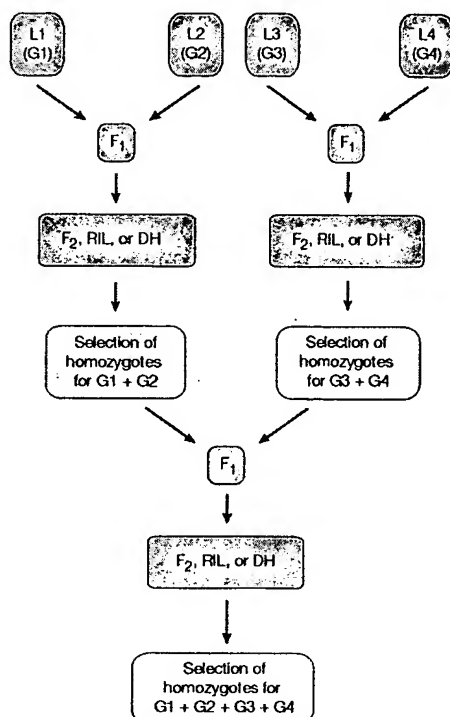 L1
(G1)
L2
(G2)
L3
(G3)
L4
(G4)
F₁
F₁
F₂, RIL, or DH
F₂, RIL, or DH
Selection of
homozygotes
for G1 + G2
Selection of
homozygotes
for G3 + G4
F₁
F₂, RIL, or DH
Selection of
homozygotes for
G1 + G2 + G3 + G4